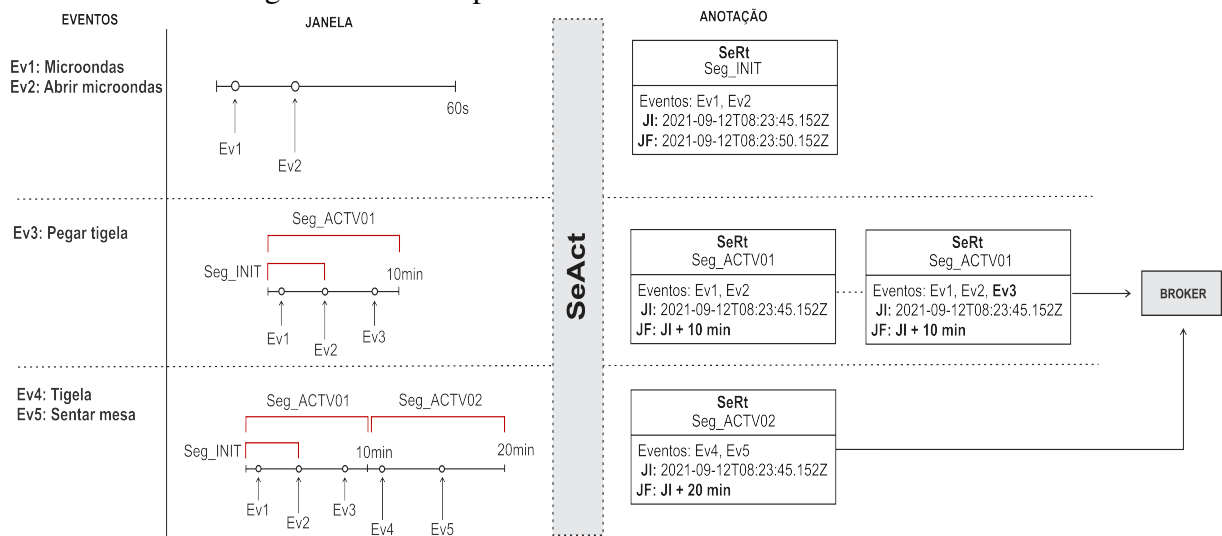 EVENTOS
JANELA
ANOTAÇÃO
Ev1: Microondas
Ev2: Abrir microondas
60s
Ev1
Ev2
SeRt
Seg_INIT
Eventos: Ev1, Ev2
JI: 2021-09-12T08:23:45.152Z
JF: 2021-09-12T08:23:50.152Z
SeAct
Ev3: Pegar tigela
Seg_ACTV01
Seg_INIT
10min
Ev1
Ev2
Ev3
SeRt
Seg_ACTV01
Eventos: Ev1, Ev2
JI: 2021-09-12T08:23:45.152Z
JF: JI + 10 min
SeRt
Seg_ACTV01
Eventos: Ev1, Ev2, Ev3
JI: 2021-09-12T08:23:45.152Z
JF: JI + 10 min
BROKER
Ev4: Tigela
Ev5: Sentar mesa
Seg_ACTV01
Seg_ACTV02
Seg_INIT
10min
20min
Ev1
Ev2
Ev3
Ev4
Ev5
SeRt
Seg_ACTV02
Eventos: Ev4, Ev5
JI: 2021-09-12T08:23:45.152Z
JF: JI + 20 min